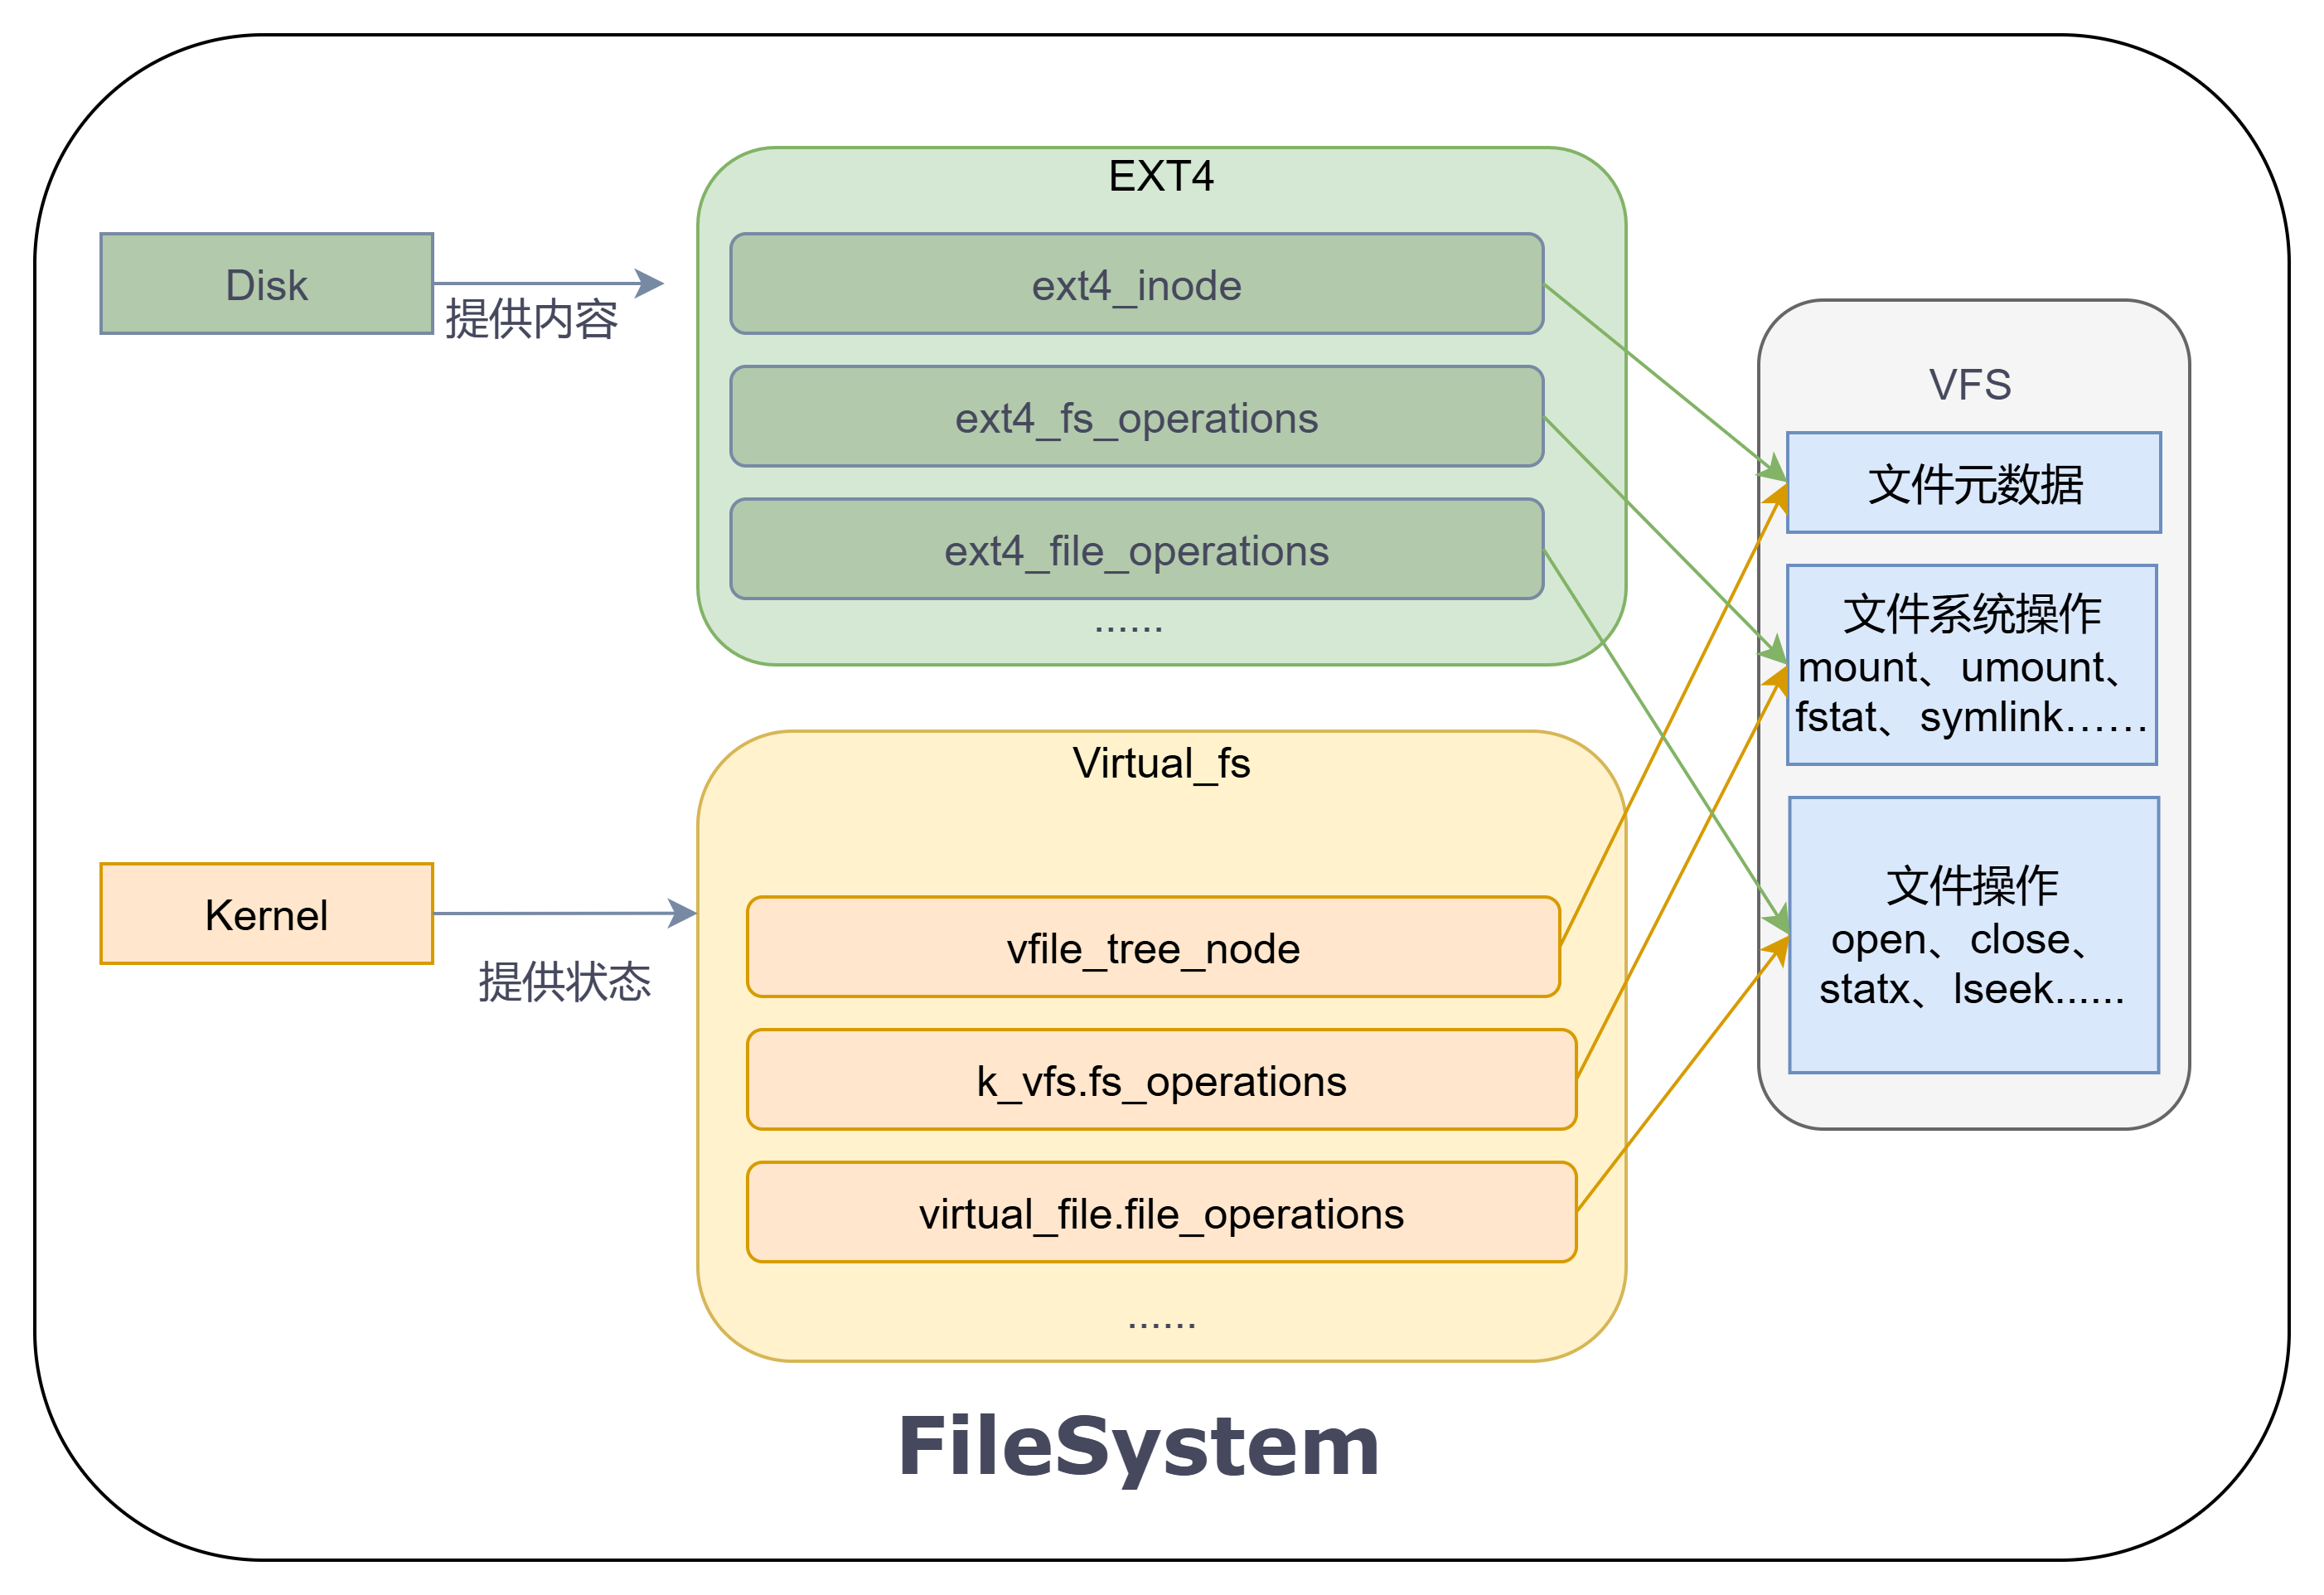 EXT4
Disk
提供内容
ext4_inode
ext4_fs_operations
ext4_file_operations
......
VFS
文件元数据
文件系统操作
mount、umount、
fstat、symlink……
文件操作
open、close、
statx、lseek......
Virtual_fs
Kernel
提供状态
vfile_tree_node
k_vfs.fs_operations
virtual_file.file_operations
......
FileSystem